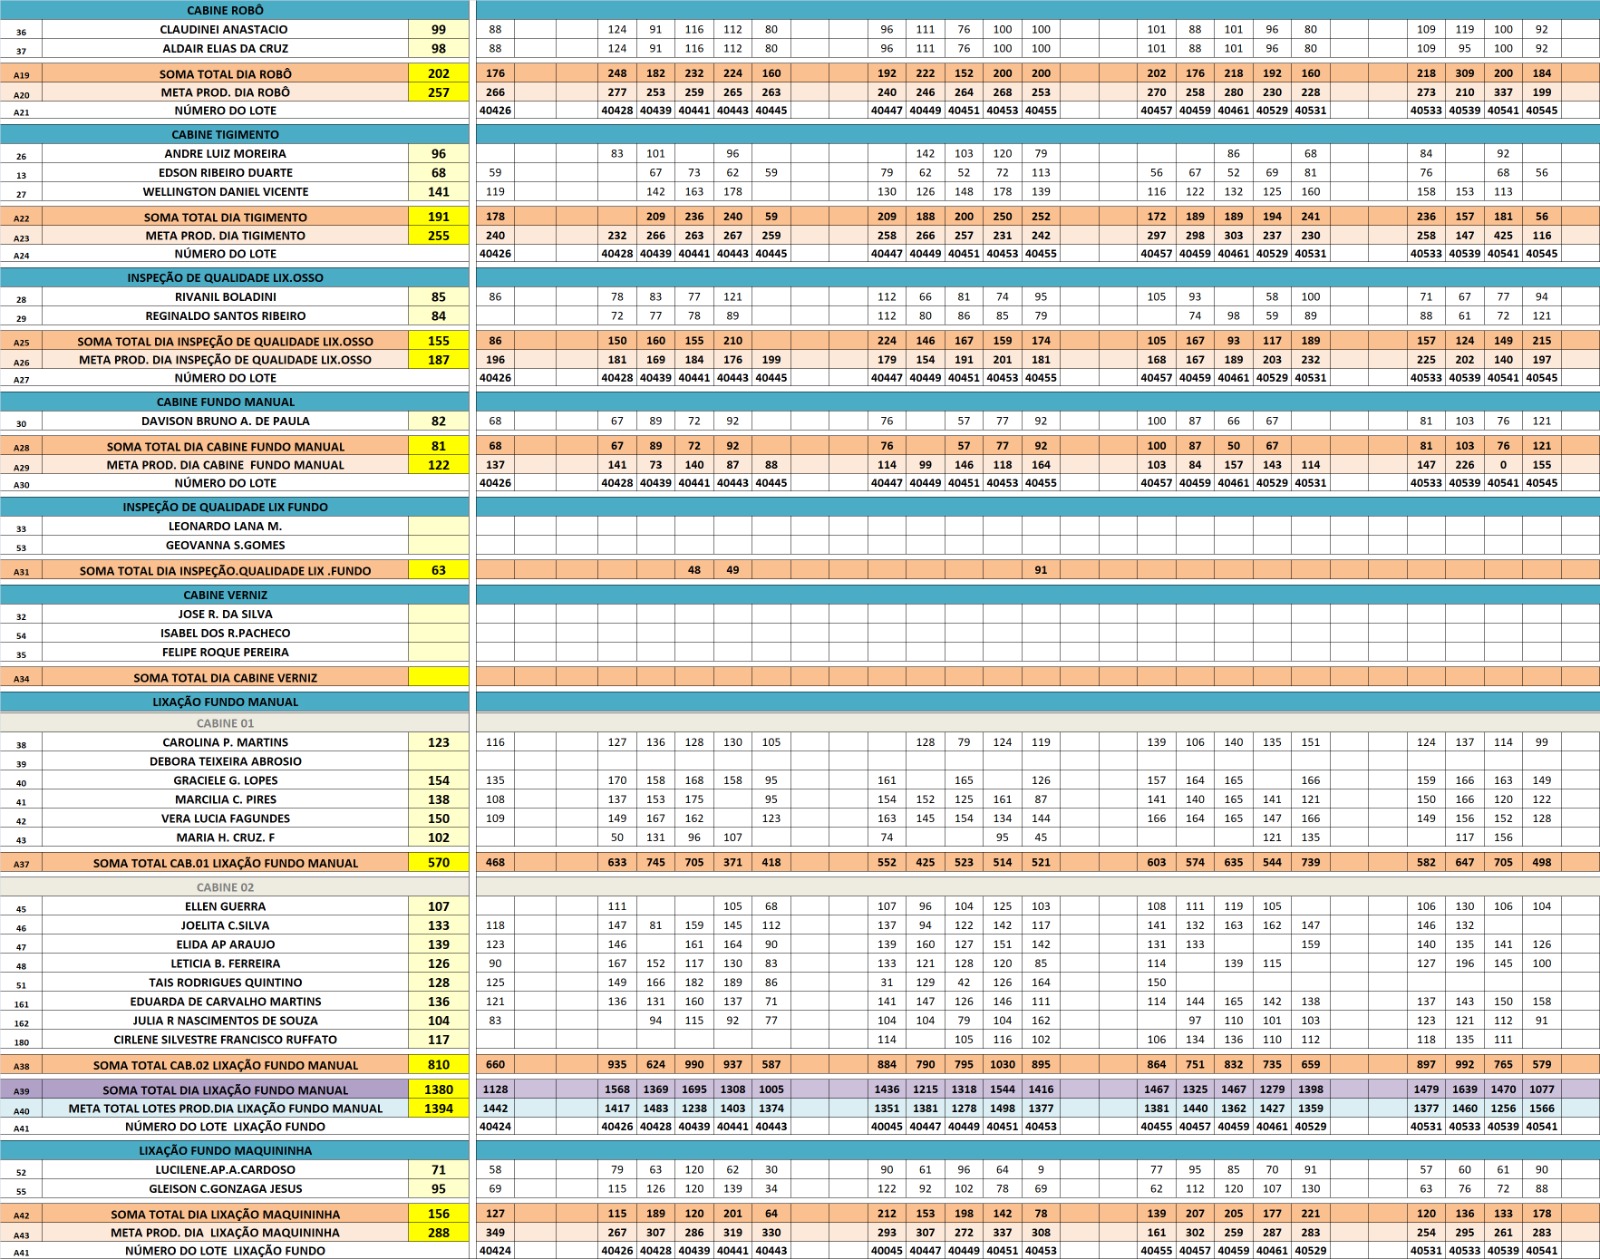 CABINE ROBÔ
36 CLAUDINEI ANASTACIO 99 88 124 91 116 112 80 96 111 76 100 100 101 88 101 96 80 109 119 100 92
37 ALDAIR ELIAS DA CRUZ 98 88 124 91 116 112 80 96 111 76 100 100 101 88 101 96 80 109 95 100 92
A19 SOMA TOTAL DIA ROBÔ 202 176 248 182 232 224 160 192 222 152 200 200 202 176 218 192 160 218 309 200 184
A20 META PROD. DIA ROBÔ 257 266 277 253 259 265 263 240 246 264 268 253 270 258 280 230 228 273 210 337 199
A21 NÚMERO DO LOTE 40426 40428 40439 40441 40443 40445 40447 40449 40451 40453 40455 40457 40459 40461 40529 40531 40533 40539 40541 40545
CABINE TIGIMENTO
26 ANDRE LUIZ MOREIRA 96 83 101 96 142 103 120 79 86 68 84 92
13 EDSON RIBEIRO DUARTE 68 59 67 73 62 59 79 62 52 72 113 56 67 52 69 81 76 68 56
27 WELLINGTON DANIEL VICENTE 141 119 142 163 178 130 126 148 178 139 116 122 132 125 160 158 153 113
A22 SOMA TOTAL DIA TIGIMENTO 191 178 209 236 240 59 209 188 200 250 252 172 189 189 194 241 236 157 181 56
A23 META PROD. DIA TIGIMENTO 255 240 232 266 263 267 259 258 266 257 231 242 297 298 303 237 230 258 147 425 116
A24 NÚMERO DO LOTE 40426 40428 40439 40441 40443 40445 40447 40449 40451 40453 40455 40457 40459 40461 40529 40531 40533 40539 40541 40545
INSPEÇÃO DE QUALIDADE LIX.OSSO
28 RIVANIL BOLADINI 85 86 78 83 77 121 112 66 81 74 95 105 93 58 100 71 67 77 94
29 REGINALDO SANTOS RIBEIRO 84 72 77 78 89 112 80 86 85 79 74 98 59 89 88 61 72 121
A25 SOMA TOTAL DIA INSPEÇÃO DE QUALIDADE LIX.OSSO 155 86 150 160 155 210 224 146 167 159 174 105 167 93 117 189 157 124 149 215
A26 META PROD. DIA INSPEÇÃO DE QUALIDADE LIX.OSSO 187 196 181 169 184 176 199 179 154 191 201 181 168 167 189 203 232 225 202 140 197
A27 NÚMERO DO LOTE 40426 40428 40439 40441 40443 40445 40447 40449 40451 40453 40455 40457 40459 40461 40529 40531 40533 40539 40541 40545
CABINE FUNDO MANUAL
30 DAVISON BRUNO A. DE PAULA 82 68 67 89 72 92 76 57 77 92 100 87 66 67 81 103 76 121
A28 SOMA TOTAL DIA CABINE FUNDO MANUAL 81 68 67 89 72 92 76 57 77 92 100 87 50 67 81 103 76 121
A29 META PROD. DIA CABINE FUNDO MANUAL 122 137 141 73 140 87 88 114 99 146 118 164 103 84 157 143 114 147 226 0 155
A30 NÚMERO DO LOTE 40426 40428 40439 40441 40443 40445 40447 40449 40451 40453 40455 40457 40459 40461 40529 40531 40533 40539 40541 40545
INSPEÇÃO DE QUALIDADE LIX FUNDO
33 LEONARDO LANA M.
53 GEOVANNA S.GOMES
A31 SOMA TOTAL DIA INSPEÇÃO.QUALIDADE LIX .FUNDO 63 48 49 91
CABINE VERNIZ
32 JOSE R. DA SILVA
54 ISABEL DOS R.PACHECO
35 FELIPE ROQUE PEREIRA
A34 SOMA TOTAL DIA CABINE VERNIZ
LIXAÇÃO FUNDO MANUAL
CABINE 01
38 CAROLINA P. MARTINS 123 116 127 136 128 130 105 128 79 124 119 139 106 140 135 151 124 137 114 99
39 DEBORA TEIXEIRA ABROSIO
40 GRACIELE G. LOPES 154 135 170 158 168 158 95 161 165 126 157 164 165 166 159 166 163 149
41 MARCILIA C. PIRES 138 108 137 153 175 95 154 152 125 161 87 141 140 165 141 121 150 166 120 122
42 VERA LUCIA FAGUNDES 150 109 149 167 162 123 163 145 154 134 144 166 164 165 147 166 149 156 152 128
43 MARIA H. CRUZ. F 102 50 131 96 107 74 95 45 121 135 117 156
A37 SOMA TOTAL CAB.01 LIXAÇÃO FUNDO MANUAL 570 468 633 745 705 371 418 552 425 523 514 521 603 574 635 544 739 582 647 705 498
CABINE 02
45 ELLEN GUERRA 107 111 105 68 107 96 104 125 103 108 111 119 105 106 130 106 104
46 JOELITA C.SILVA 133 118 147 81 159 145 112 137 94 122 142 117 141 132 163 162 147 146 132
47 ELIDA AP ARAUJO 139 123 146 161 164 90 139 160 127 151 142 131 133 159 140 135 141 126
48 LETICIA B. FERREIRA 126 90 167 152 117 130 83 133 121 128 120 85 114 139 115 127 196 145 100
51 TAIS RODRIGUES QUINTINO 128 125 149 166 182 189 86 31 129 42 126 164 150
161 EDUARDA DE CARVALHO MARTINS 136 121 136 131 160 137 71 141 147 126 146 111 114 144 165 142 138 137 143 150 158
162 JULIA R NASCIMENTOS DE SOUZA 104 83 94 115 92 77 104 104 79 104 162 97 110 101 103 123 121 112 91
180 CIRLENE SILVESTRE FRANCISCO RUFFATO 117 114 105 116 102 106 134 136 110 112 118 135 111
A38 SOMA TOTAL CAB.02 LIXAÇÃO FUNDO MANUAL 810 660 935 624 990 937 587 884 790 795 1030 895 864 751 832 735 659 897 992 765 579
A39 SOMA TOTAL DIA LIXAÇÃO FUNDO MANUAL 1380 1128 1568 1369 1695 1308 1005 1436 1215 1318 1544 1416 1467 1325 1467 1279 1398 1479 1639 1470 1077
A40 META TOTAL LOTES PROD.DIA LIXAÇÃO FUNDO MANUAL 1394 1442 1417 1483 1238 1403 1374 1351 1381 1278 1498 1377 1381 1440 1362 1427 1359 1377 1460 1256 1566
A41 NÚMERO DO LOTE LIXAÇÃO FUNDO 40424 40426 40428 40439 40441 40443 40045 40447 40449 40451 40453 40455 40457 40459 40461 40529 40531 40533 40539 40541
LIXAÇÃO FUNDO MAQUININHA
52 LUCILENE.AP.A.CARDOSO 71 58 79 63 120 62 30 90 61 96 64 9 77 95 85 70 91 57 60 61 90
55 GLEISON C.GONZAGA JESUS 95 69 115 126 120 139 34 122 92 102 78 69 62 112 120 107 130 63 76 72 88
A42 SOMA TOTAL DIA LIXAÇÃO MAQUININHA 156 127 115 189 120 201 64 212 153 198 142 78 139 207 205 177 221 120 136 133 178
A43 META PROD. DIA LIXAÇÃO MAQUININHA 288 349 267 307 286 319 330 293 307 272 337 308 161 302 259 287 283 254 295 261 283
A41 NÚMERO DO LOTE LIXAÇÃO FUNDO 40424 40426 40428 40439 40441 40443 40045 40447 40449 40451 40453 40455 40457 40459 40461 40529 40531 40533 40539 40541